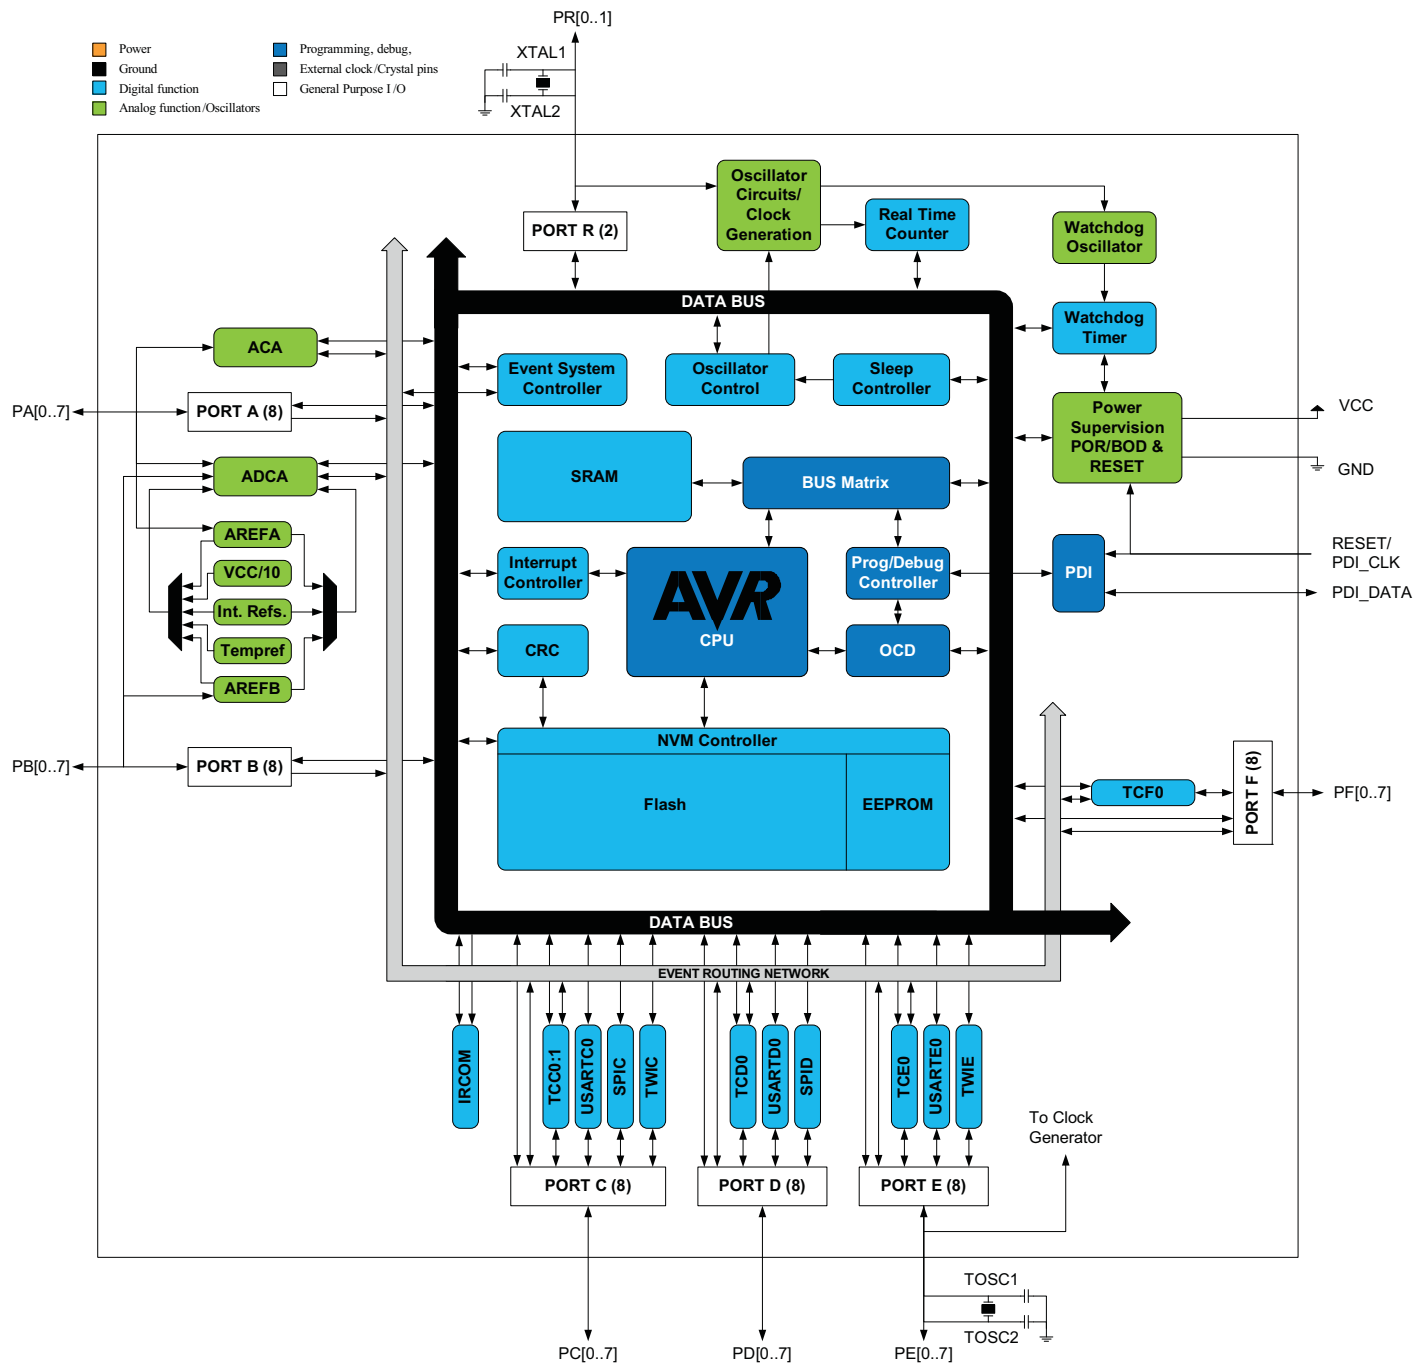 PR[0..1]
Power
Ground
Digital function
Analog function/Oscillators
Programming, debug,
External clock/Crystal pins
General Purpose I/O
XTAL1
XTAL2
PORT R (2)
Oscillator
Circuits/
Clock
Generation
Real Time
Counter
Watchdog
Oscillator
DATA BUS
Watchdog
Timer
ACA
Event System
Controller
Oscillator
Control
Sleep
Controller
PA[0..7]
PORT A (8)
Power
Supervision
POR/BOD &
RESET
VCC
GND
ADCA
SRAM
BUS Matrix
AREFA
VCC/10
Int. Refs.
Tempref
AREFB
Interrupt
Controller
AVR
CPU
Prog/Debug
Controller
PDI
RESET/
PDI_CLK
PDI_DATA
CRC
OCD
NVM Controller
Flash
EEPROM
PB[0..7]
PORT B (8)
TCF0
PORT F (8)
PF[0..7]
DATA BUS
EVENT ROUTING NETWORK
IRCOM
TCC0:1
USARTC0
SPIC
TWIC
TCD0
USARTD0
SPID
TCE0
USARTE0
TWIE
To Clock
Generator
PORT C (8)
PORT D (8)
PORT E (8)
TOSC1
TOSC2
PC[0..7]
PD[0..7]
PE[0..7]